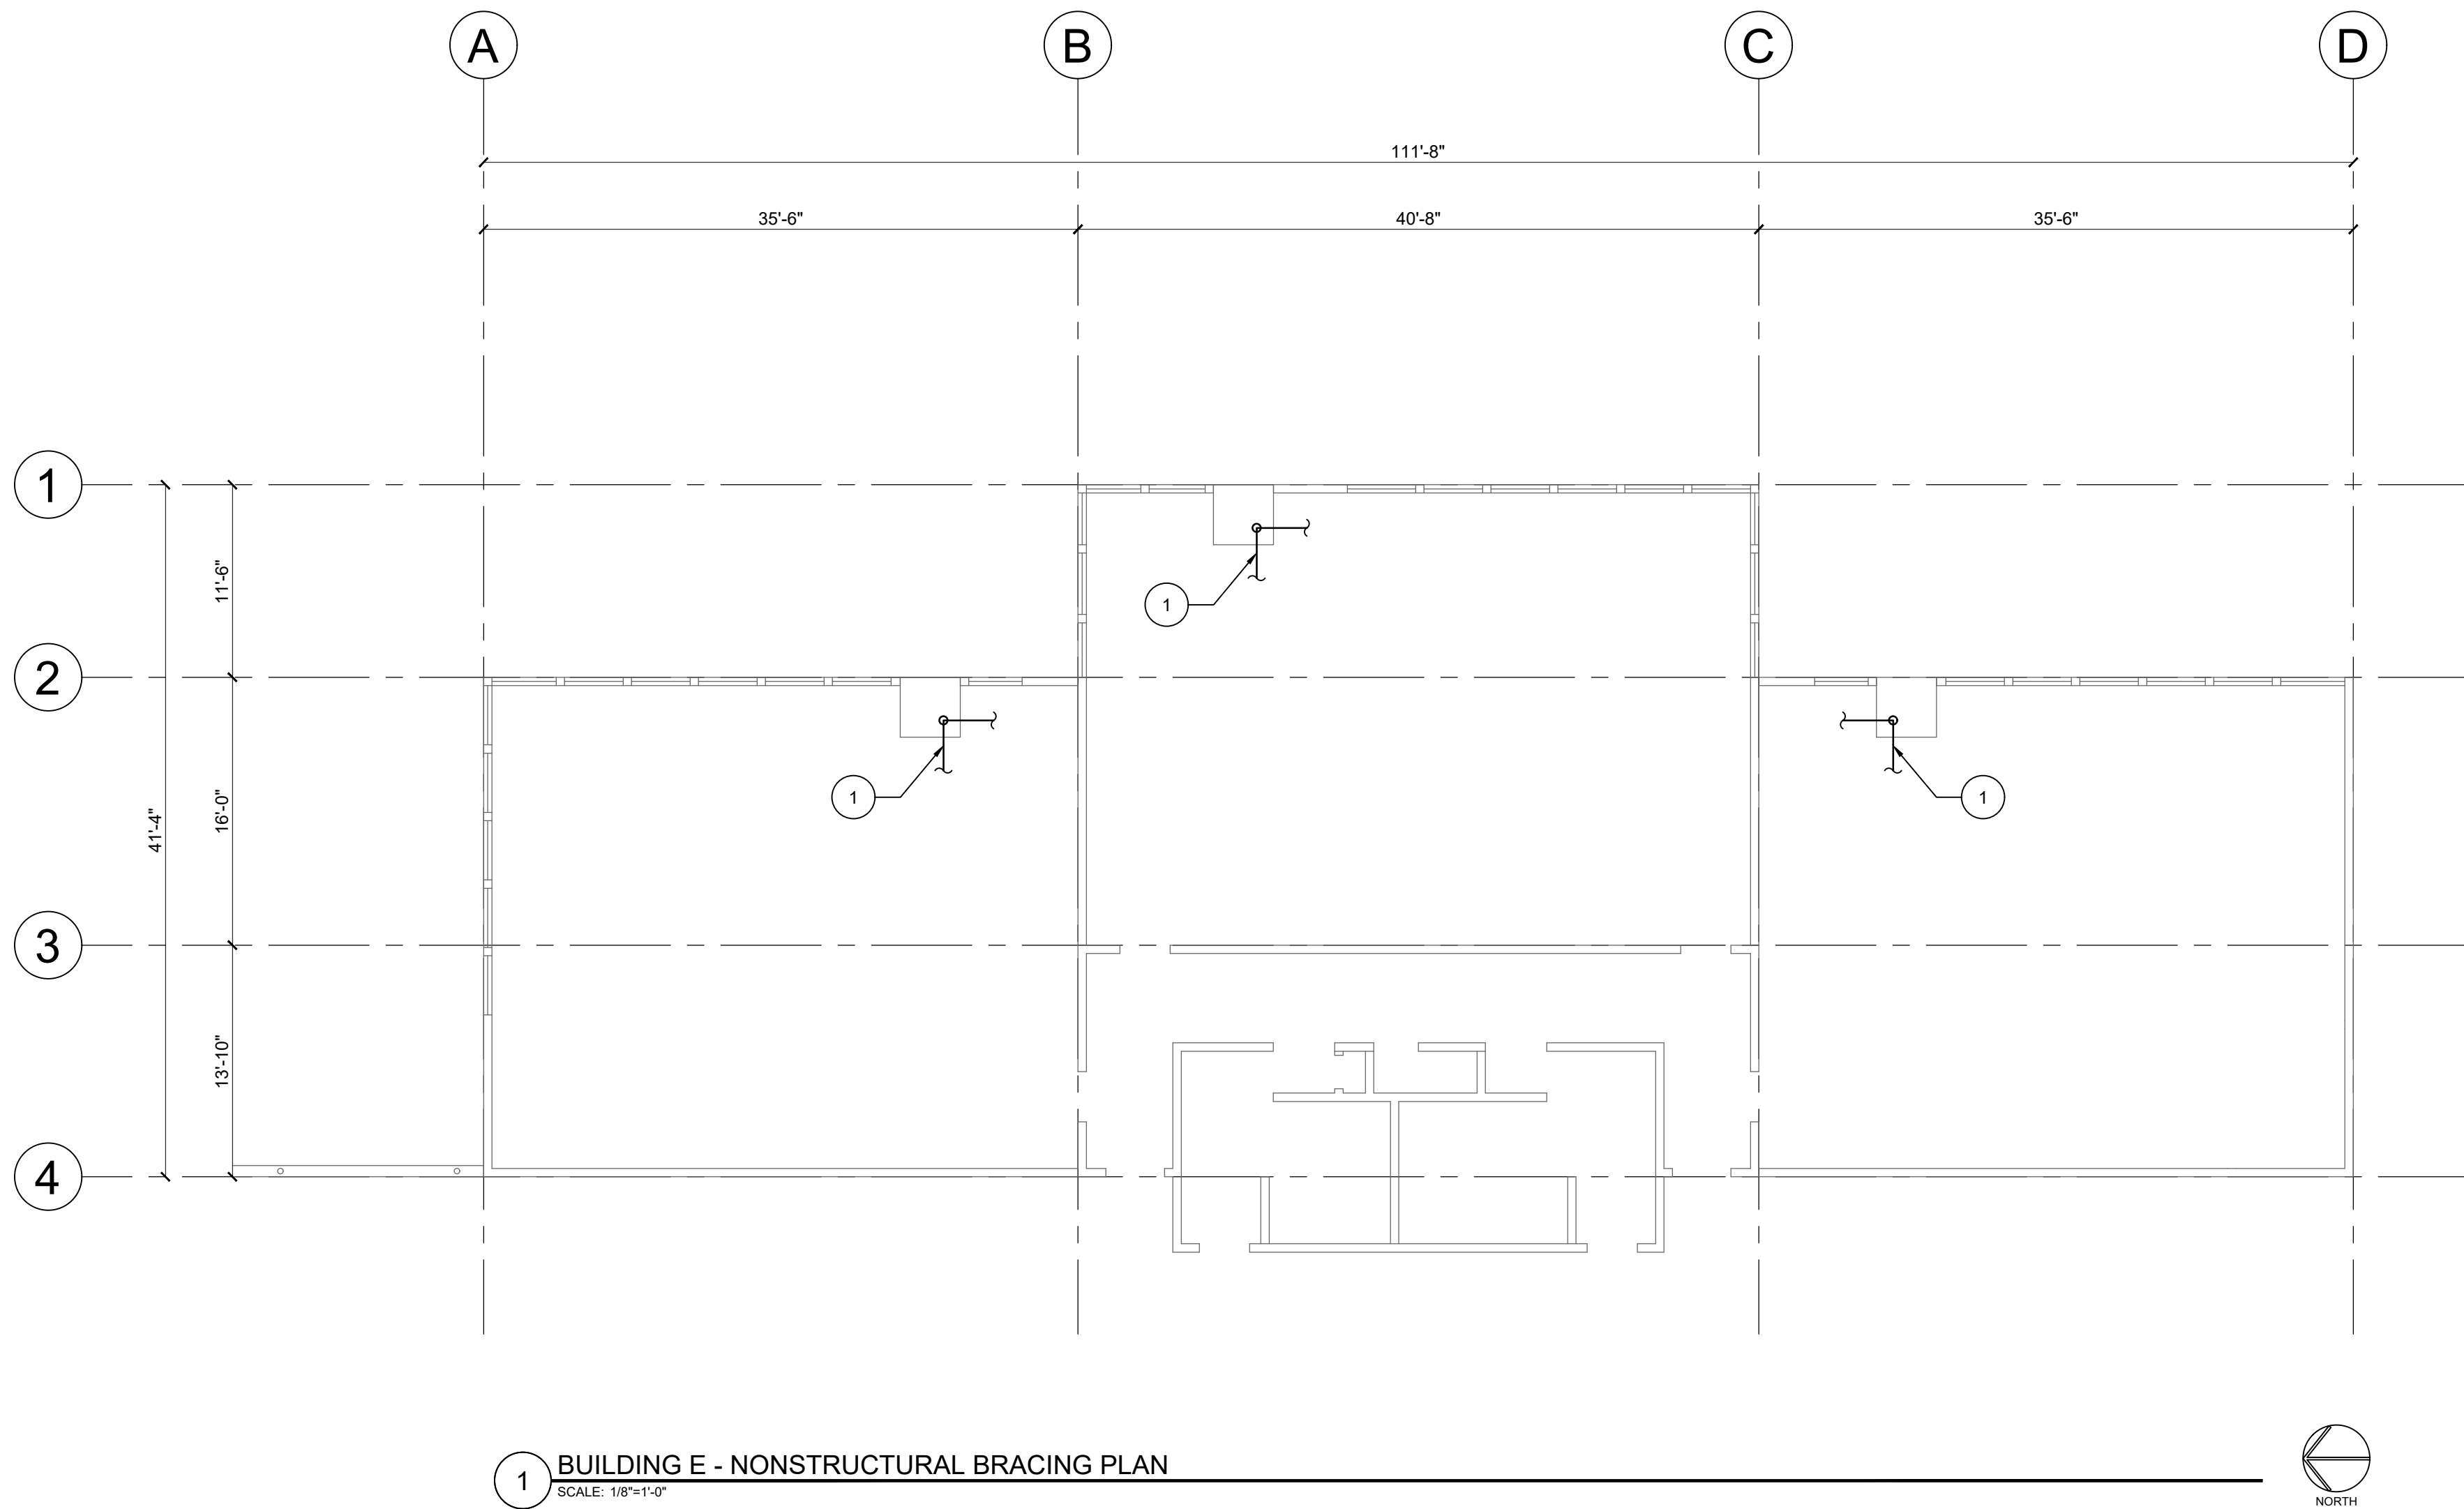 A
B
C
D
111'-8"
35'-6"
40'-8"
35'-6"
1
11'-6"
1
2
16'-0"
41'-4"
1
1
3
13'-10"
4
1
BUILDING E - NONSTRUCTURAL BRACING PLAN
SCALE: 1/8"=1'-0"
NORTH